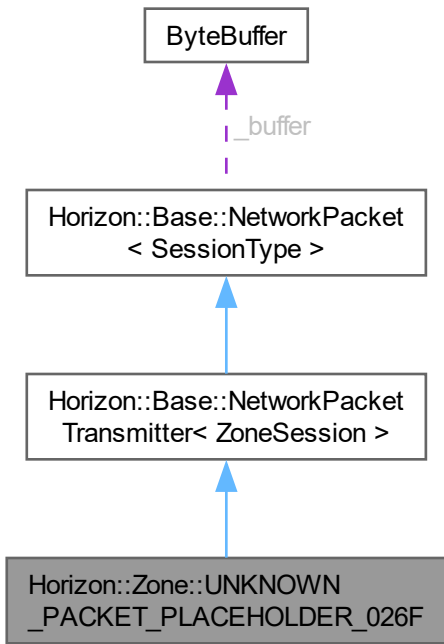 ByteBuffer
_buffer
Horizon::Base::NetworkPacket
< SessionType >
Horizon::Base::NetworkPacket
Transmitter< ZoneSession >
Horizon::Zone::UNKNOWN
_PACKET_PLACEHOLDER_026F